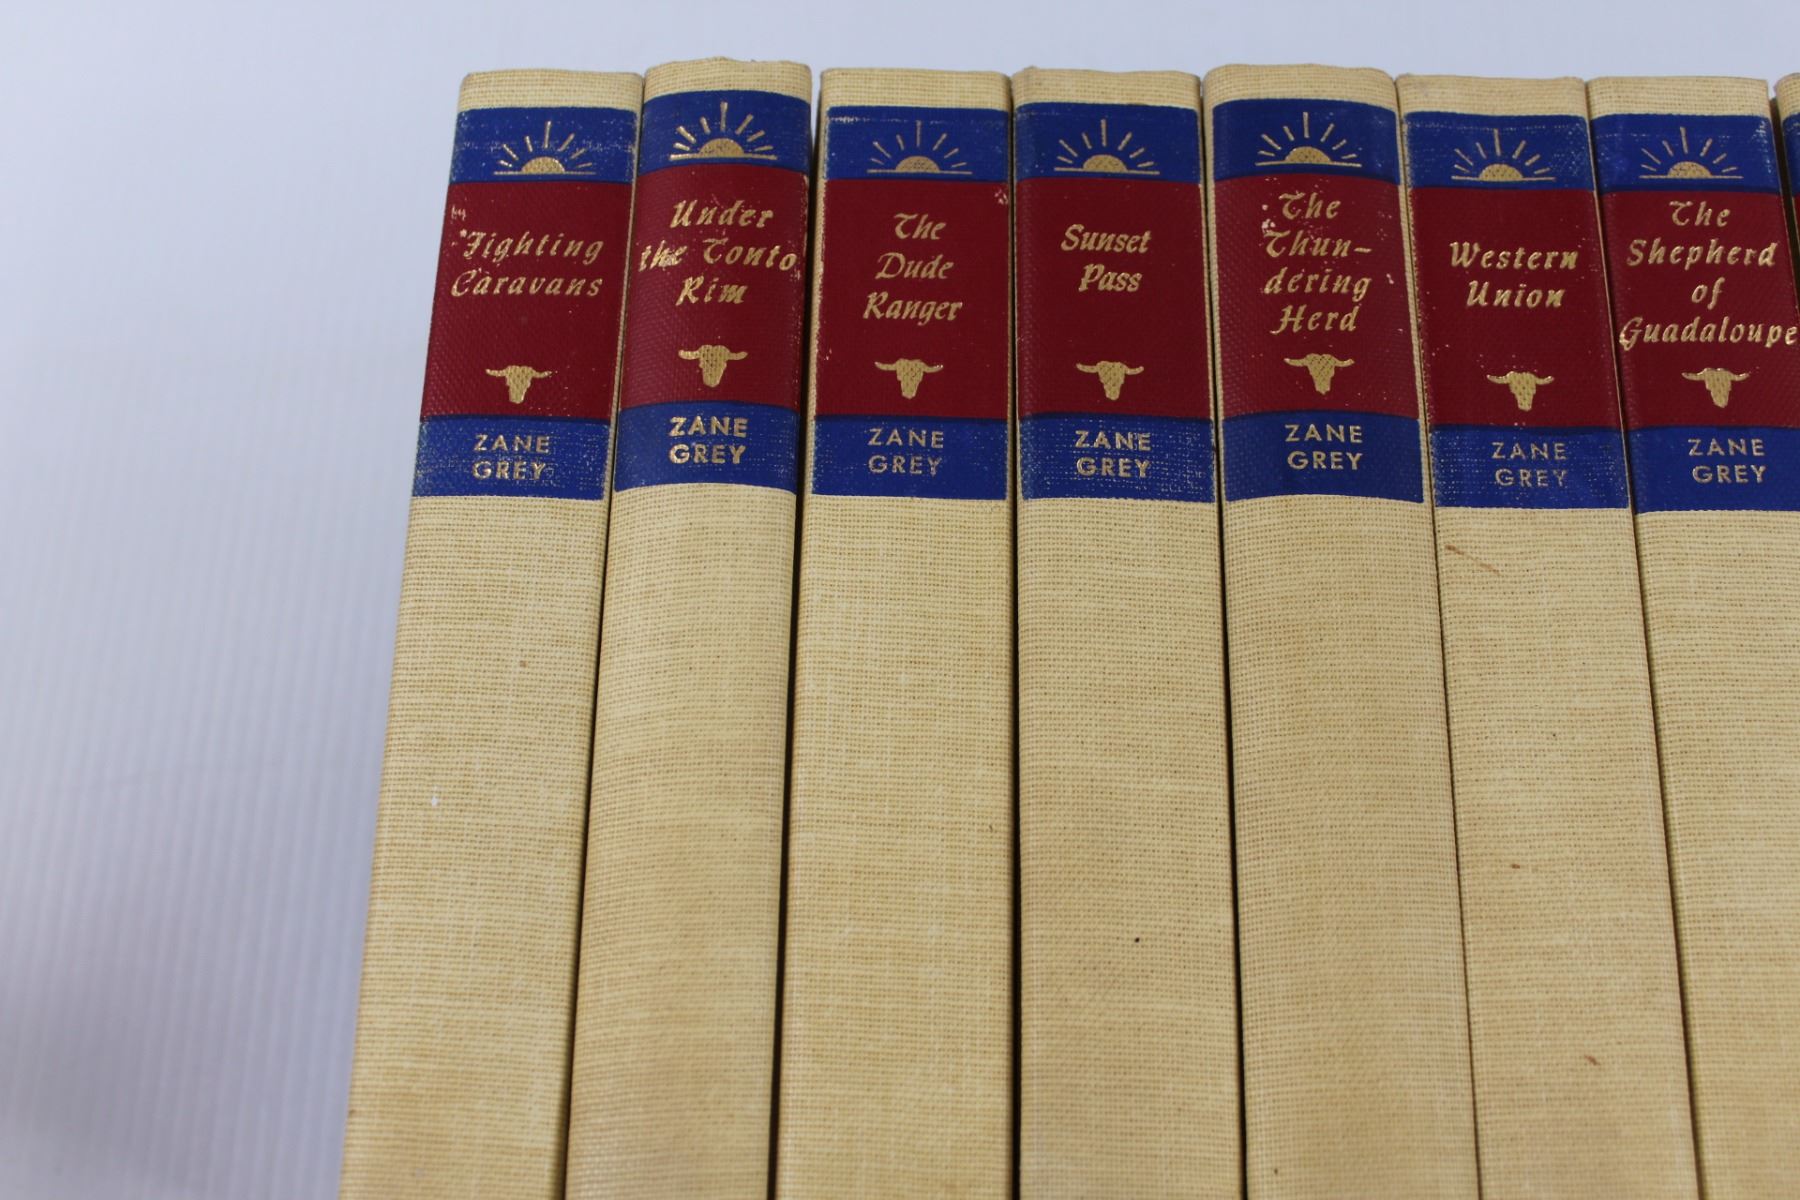 Fighting
Caravans
ZANE
GREY
Under
the Tonto
Rim
ZANE
GREY
The
Dude
Ranger
ZANE
GREY
Sunset
Pass
ZANE
GREY
The
Thun-
dering
Herd
ZANE
GREY
Western
Union
ZANE
GREY
The
Shepherd
of
Guadaloupe
ZANE
GREY